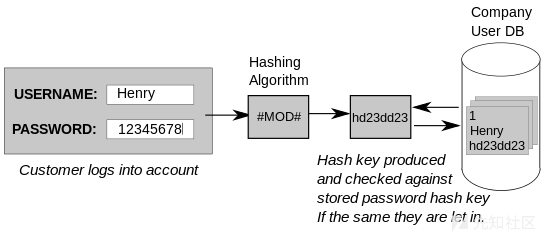 Company
User DB
Hashing
Algorithm
USERNAME: Henry
PASSWORD: 12345678
#MOD#
hd23dd23
1
Henry
hd23dd23
Customer logs into account
Hash key produced
and checked against
stored password hash key
If the same they are let in.
先知社区